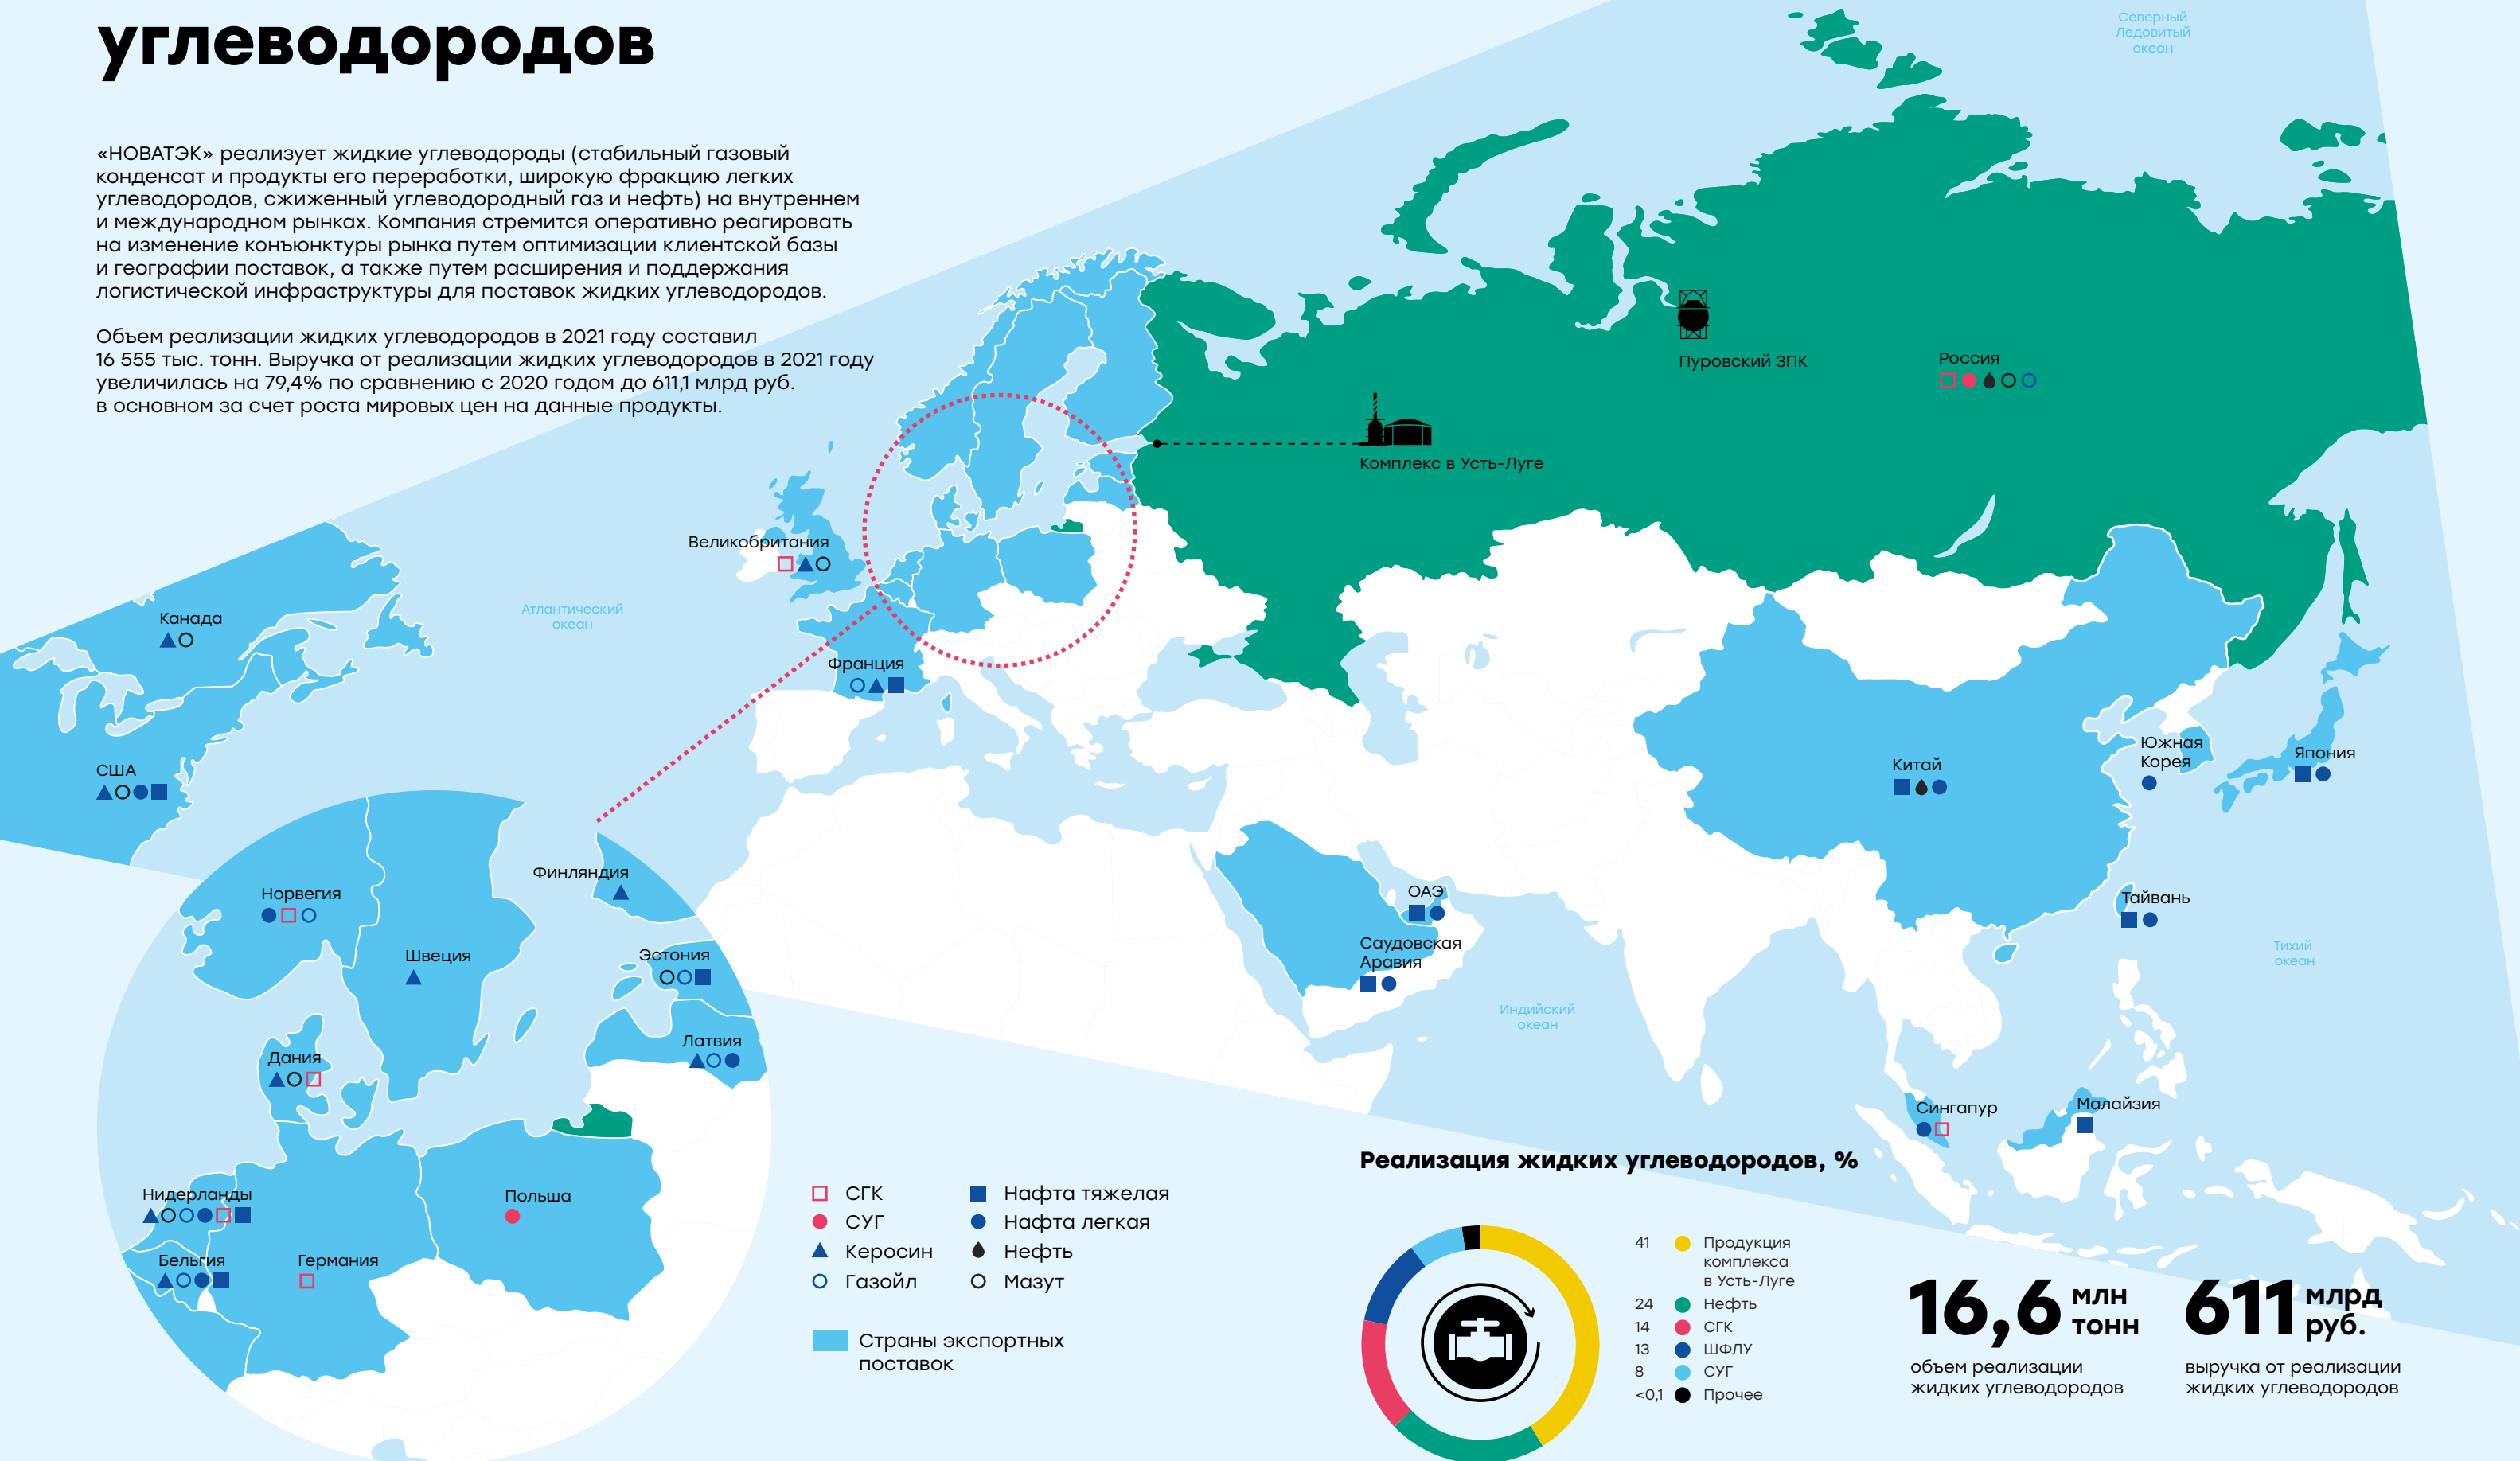 углеводородов
«НОВАТЭК» реализует жидкие углеводороды (стабильный газовый
конденсат и продукты его переработки, широкую фракцию легких
углеводородов, сжиженный углеводородный газ и нефть) на внутреннем
и международном рынках. Компания стремится оперативно реагировать
на изменение конъюнктуры рынка путем оптимизации клиентской базы
и географии поставок, а также путем расширения и поддержания
логистической инфраструктуры для поставок жидких углеводородов.
Объем реализации жидких углеводородов в 2021 году составил
16 555 тыс. тонн. Выручка от реализации жидких углеводородов в 2021 году
увеличилась на 79,4% по сравнению с 2020 годом до 611,1 млрд руб.
в основном за счет роста мировых цен на данные продукты.
Северный
Ледовитый
океан
Пуровский ЗПК
Россия
Комплекс в Усть-Луге
Великобритания
Атлантический
океан
Канада
Франция
США
Южная
Корея
Япония
Китай
Финляндия
Норвегия
Швеция
Эстония
Латвия
Дания
Нидерланды
Польша
Бельгия
Германия
ОАЭ
Саудовская
Аравия
Тайвань
Тихий
океан
Индийский
океан
Сингапур
Малайзия
СГК
СУГ
Керосин
Газойл
Нафта тяжелая
Нафта легкая
Нефть
Мазут
Страны экспортных
поставок
Реализация жидких углеводородов, %
41 Продукция
комплекса
в Усть-Луге
24 Нефть
14 СГК
13 ШФЛУ
8 СУГ
<0,1 Прочее
16,6 млн
тонн
объем реализации
жидких углеводородов
611 млрд
руб.
выручка от реализации
жидких углеводородов